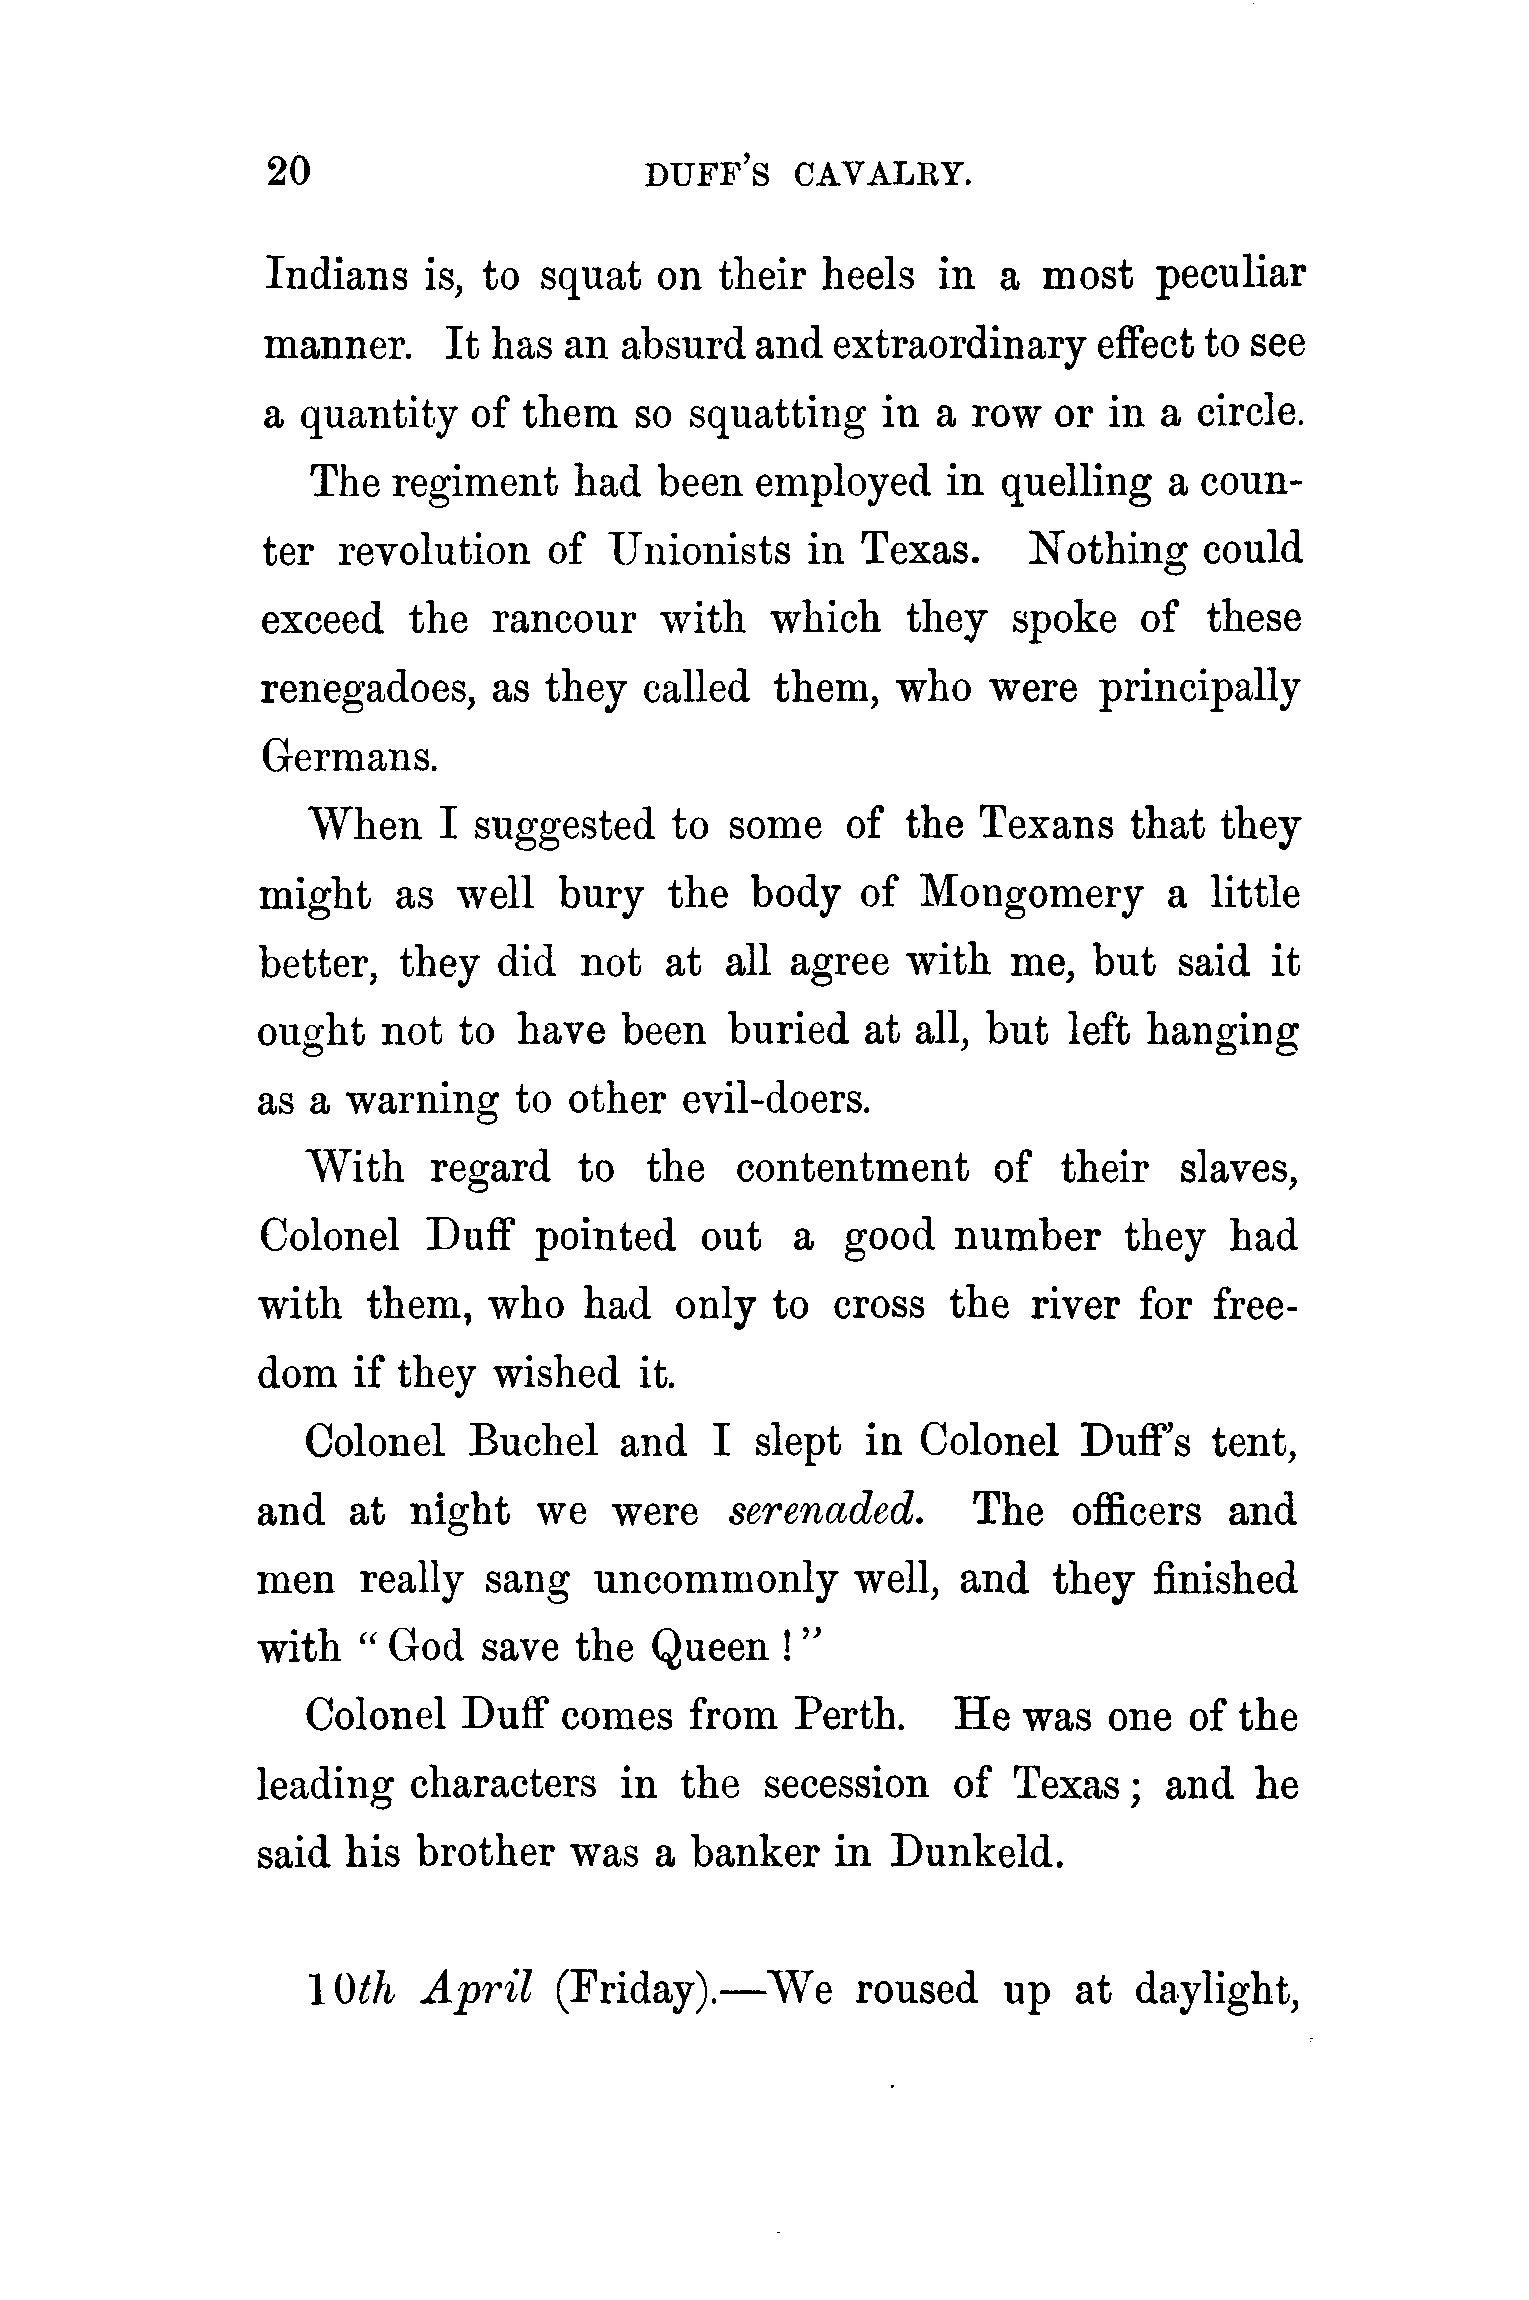 20 DUFF'S CAVALRY.
Indians is, to squat on their heels in a most peculiar
manner. It has an absurd and extraordinary effect to see
a quantity of them so squatting in a row or in a circle.
The regiment had been employed in quelling a coun-
ter revolution of Unionists in Texas. Nothing could
exceed the rancour with which they spoke of these
renegadoes, as they called them, who were principally
Germans.
When I suggested to some of the Texans that they
might as well bury the body of Mongomery a little
better, they did not at all agree with me, but said it
ought not to have been buried at all, but left hanging
as a warning to other evil-doers.
With regard to the contentment of their slaves,
Colonel Duff pointed out a good number they had
with them, who had only to cross the river for free-
dom if they wished it.
Colonel Buchel and I slept in Colonel Duff's tent,
and at night we were serenaded. The officers and
men really sang uncommonly well, and they finished
with "God save the Queen!"
Colonel Duff comes from Perth. He was one of the
leading characters in the secession of Texas; and he
said his brother was a banker in Dunkeld.
10th April (Friday).—We roused up at daylight,